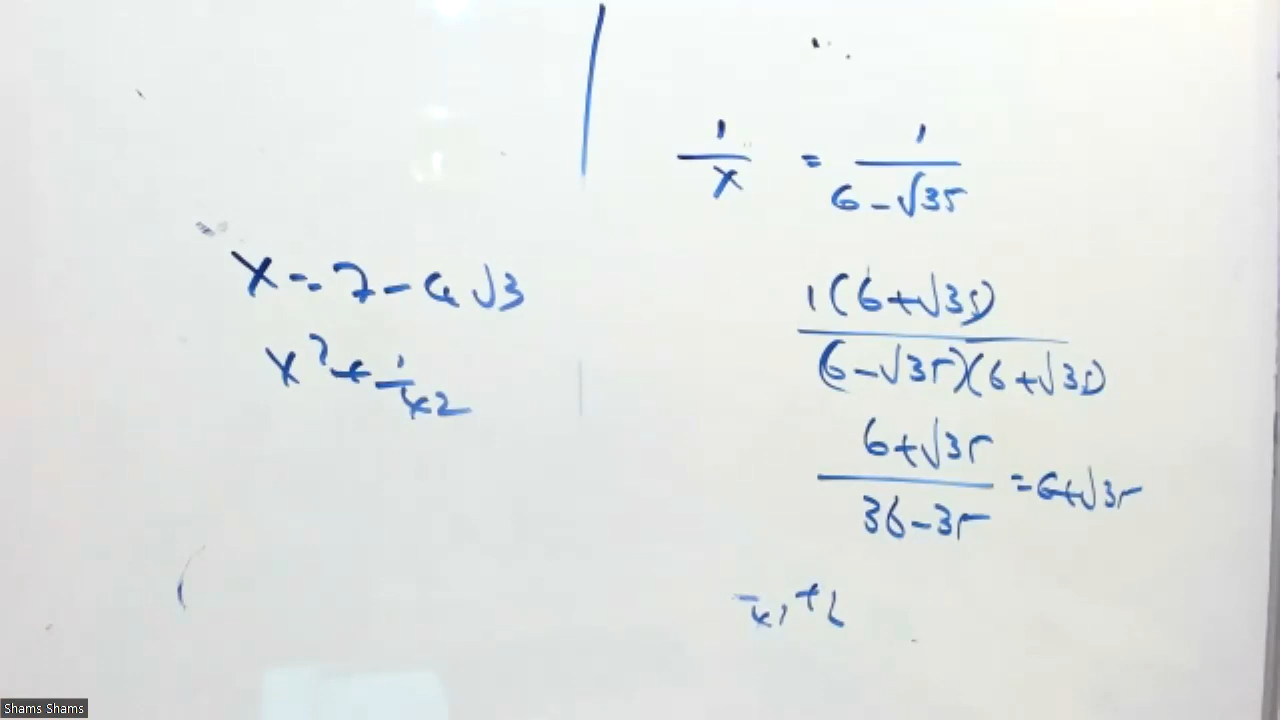 x = 7 - 4√3
x² + 1/x²
1/x = 1/(6 - √35)
1(6 + √35)/((6 - √35)(6 + √35))
(6 + √35)/(36 - 35) = 6 + √35
Shams Shams